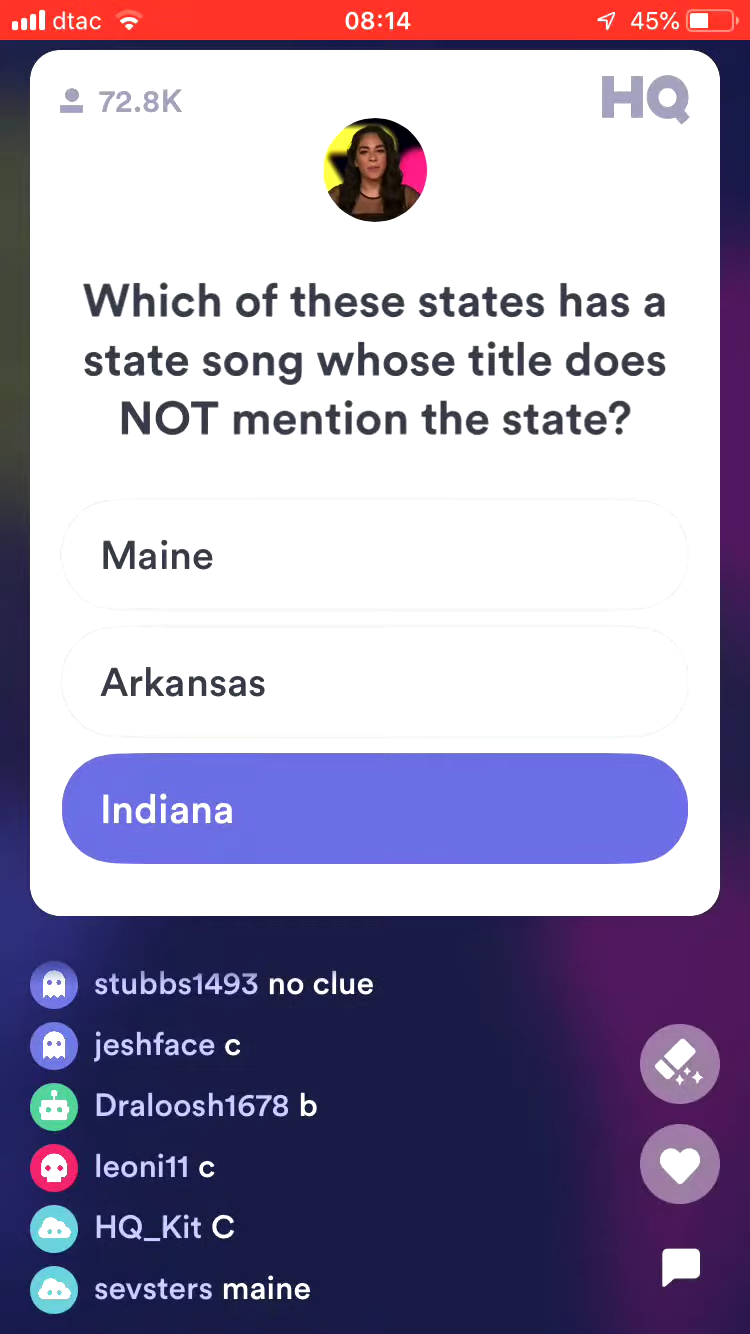 dtac 08:14 45%
72.8K HQ
Which of these states has a
state song whose title does
NOT mention the state?
Maine
Arkansas
Indiana
stubbs1493 no clue
jeshface c
Draloosh1678 b
leoni11 c
HQ_Kit C
sevsters maine